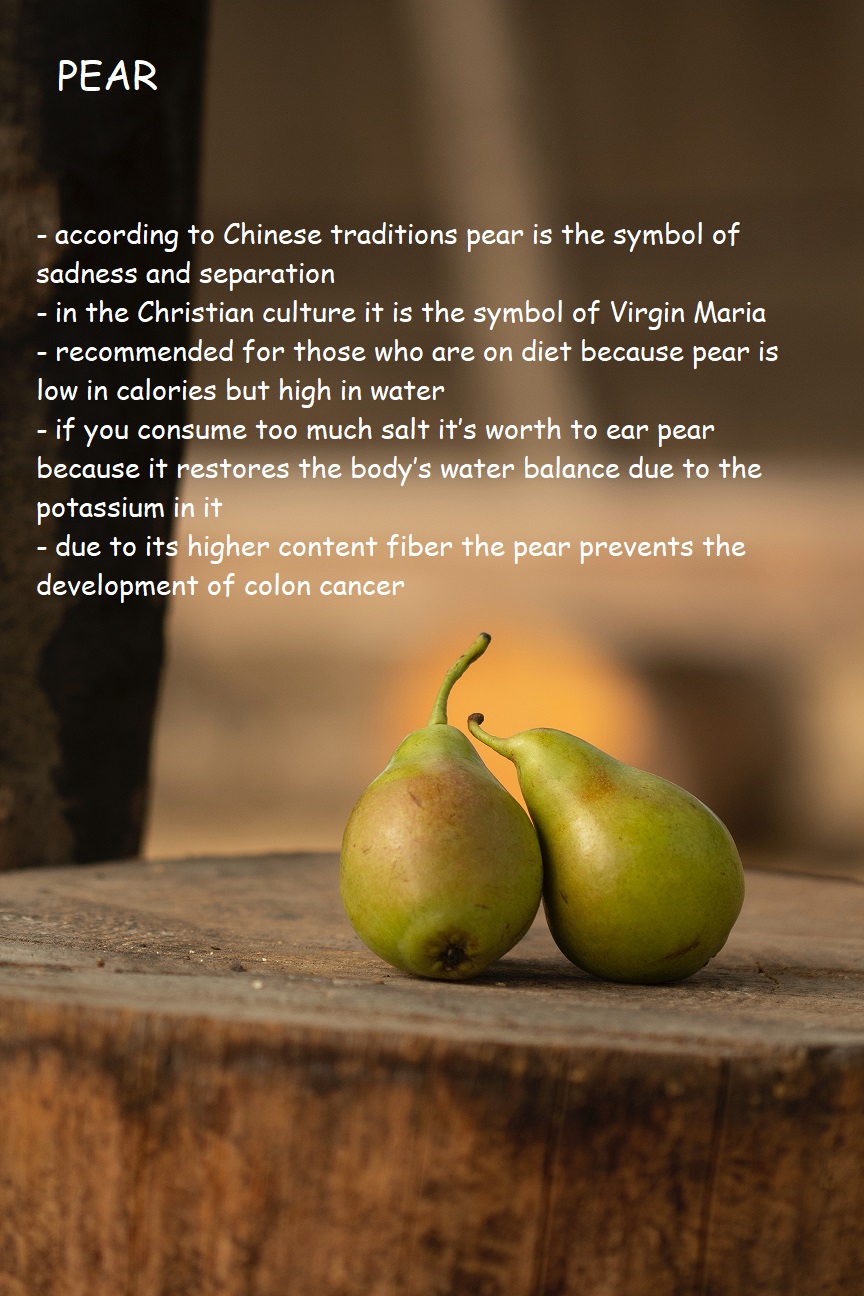 PEAR
- according to Chinese traditions pear is the symbol of
sadness and separation
- in the Christian culture it is the symbol of Virgin Maria
- recommended for those who are on diet because pear is
low in calories but high in water
- if you consume too much salt it’s worth to ear pear
because it restores the body’s water balance due to the
potassium in it
- due to its higher content fiber the pear prevents the
development of colon cancer